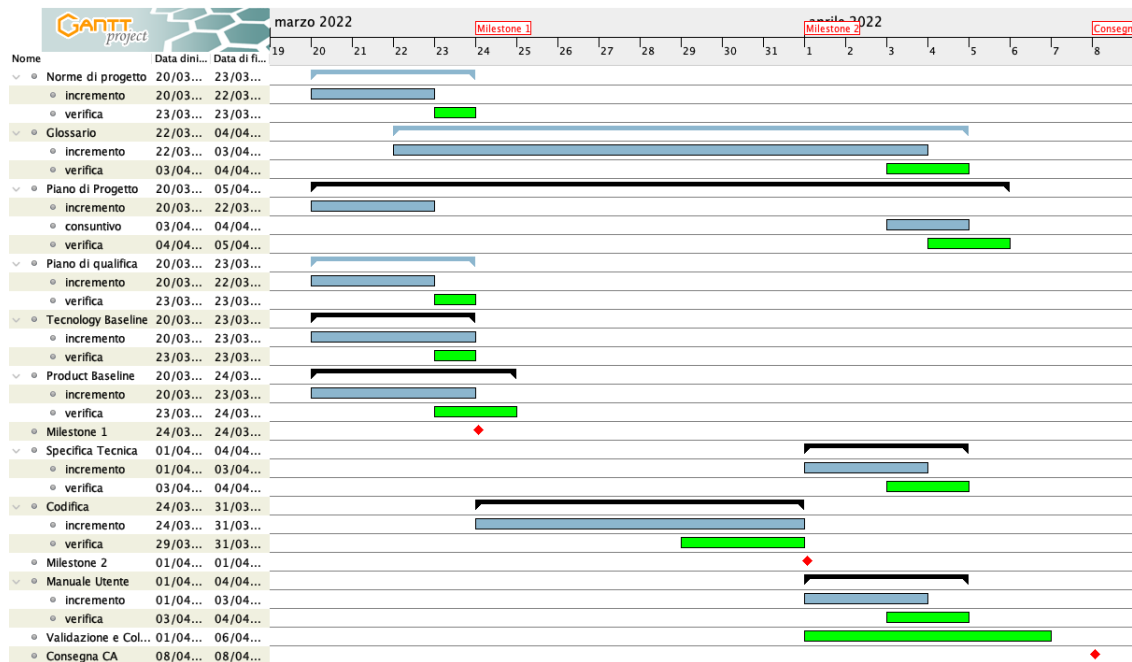 GANTT
project
marzo 2022
aprile 2022
Milestone 1
Milestone 2
Consegn
19 20 21 22 23 24 25 26 27 28 29 30 31 1 2 3 4 5 6 7 8
Nome Data dini... Data di fi...
Norme di progetto 20/03... 23/03...
incremento 20/03... 22/03...
verifica 23/03... 23/03...
Glossario 22/03... 04/04...
incremento 22/03... 03/04...
verifica 03/04... 04/04...
Piano di Progetto 20/03... 05/04...
incremento 20/03... 22/03...
consuntivo 03/04... 04/04...
verifica 04/04... 05/04...
Piano di qualifica 20/03... 23/03...
incremento 20/03... 22/03...
verifica 23/03... 23/03...
Tecnology Baseline 20/03... 23/03...
incremento 20/03... 23/03...
verifica 23/03... 23/03...
Product Baseline 20/03... 24/03...
incremento 20/03... 23/03...
verifica 23/03... 24/03...
Milestone 1 24/03... 24/03...
Specifica Tecnica 01/04... 04/04...
incremento 01/04... 03/04...
verifica 03/04... 04/04...
Codifica 24/03... 31/03...
incremento 24/03... 31/03...
verifica 29/03... 31/03...
Milestone 2 01/04... 01/04...
Manuale Utente 01/04... 04/04...
incremento 01/04... 03/04...
verifica 03/04... 04/04...
Validazione e Col... 01/04... 06/04...
Consegna CA 08/04... 08/04...